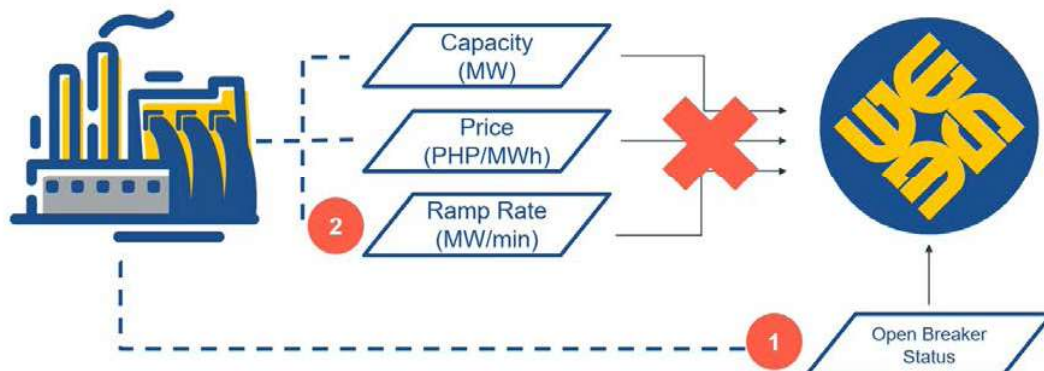 Capacity
(MW)
Price
(PHP/MWh)
2
Ramp Rate
(MW/min)
1
Open Breaker
Status